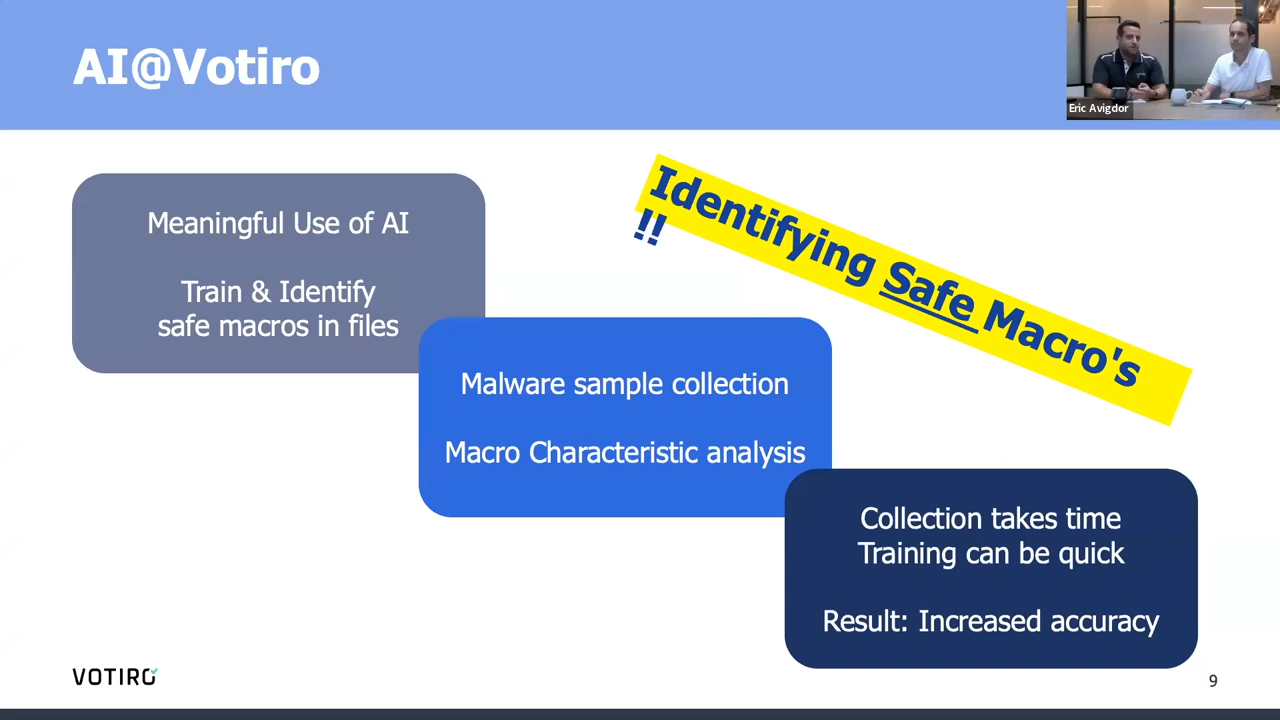 AI@Votiro
Eric Avigdor
Meaningful Use of AI
Train & Identify
safe macros in files
Identifying Safe Macro's
!!
Malware sample collection
Macro Characteristic analysis
Collection takes time
Training can be quick
Result: Increased accuracy
VOTIRO
9